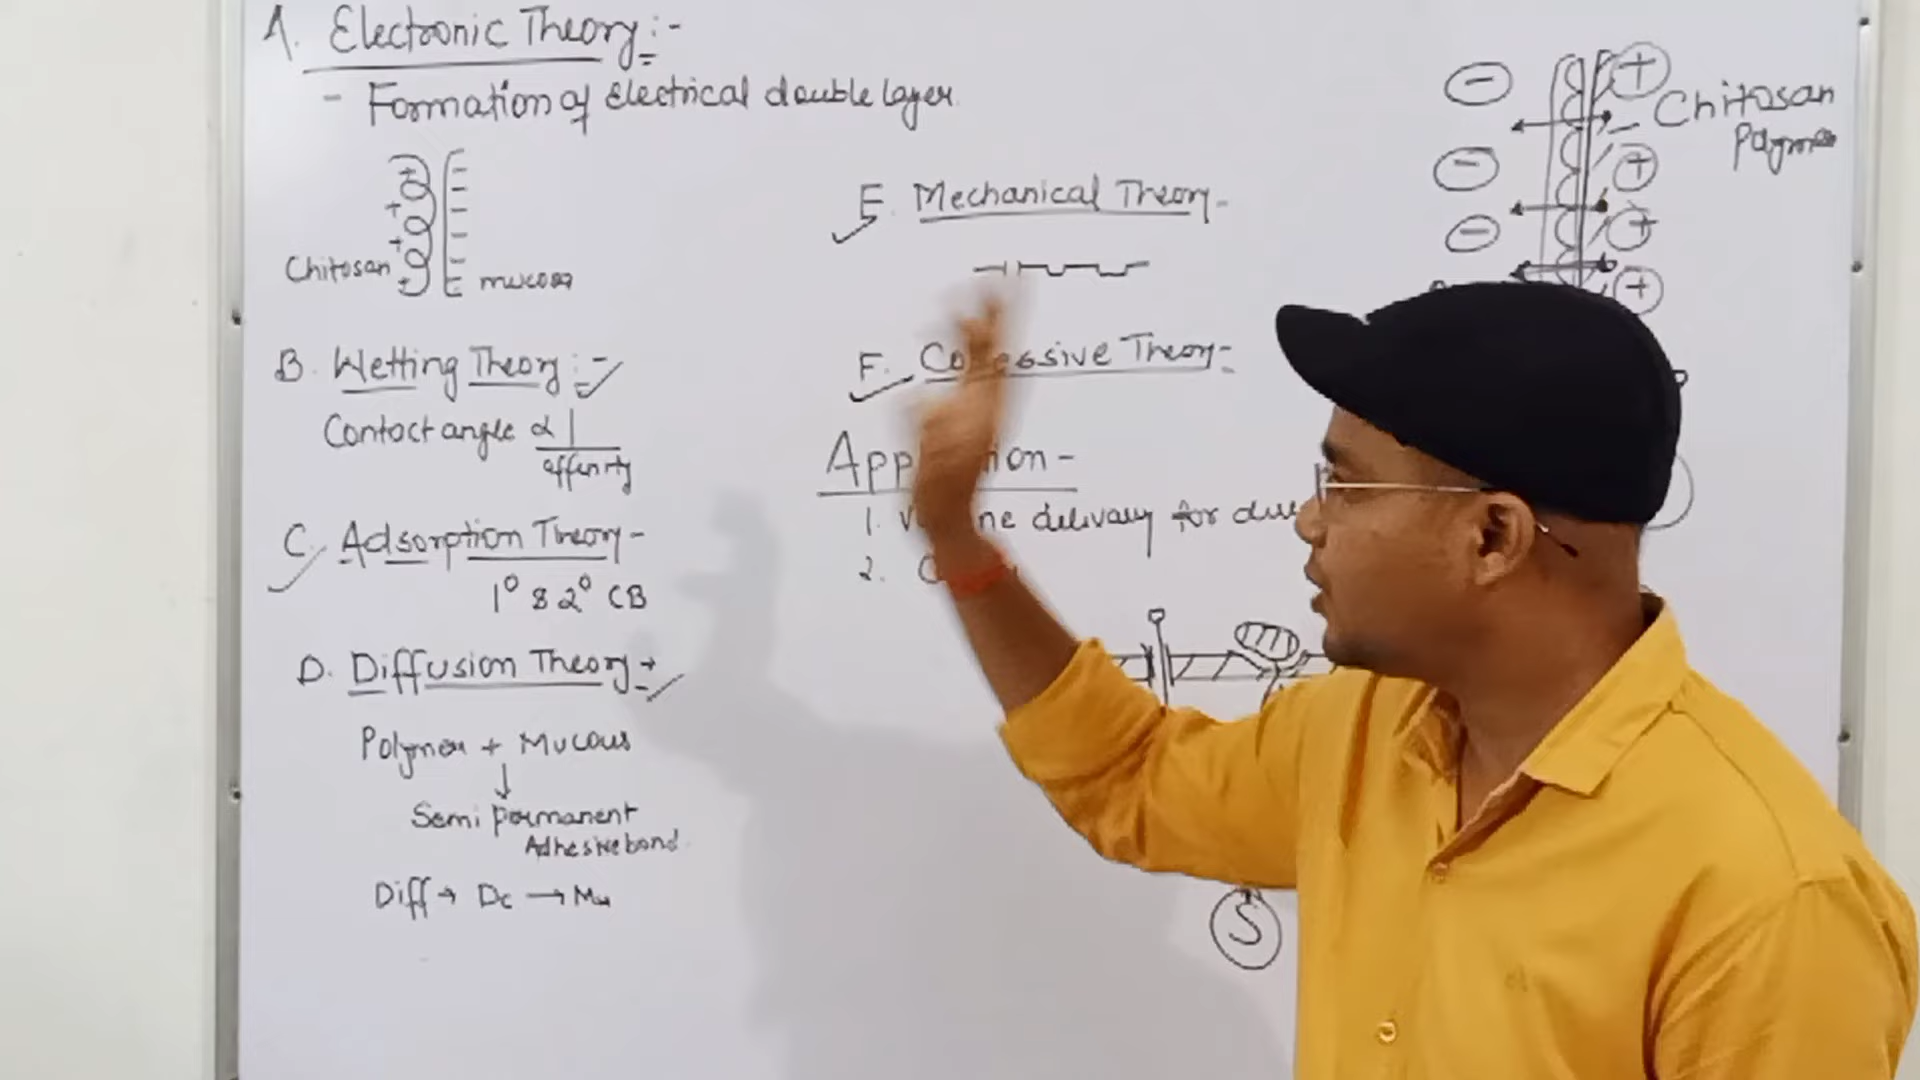 A. Electronic Theory:-
- Formation of Electrical double layer
+ -
+ -
+ -
Chitosan + - mucosa
B. Wetting Theory :-
Contact angle α 1
affinity
C. Adsorption Theory-
1° & 2° CB
D. Diffusion Theory →
Polymer + Mucous
↓
Semi permanent
Adhesive bond
Diff → Dc → Mu
E. Mechanical Theory-
F. Theory-
-
1. delivary for
2.
S
- +
Chitosan
Polymer
- +
- +
+